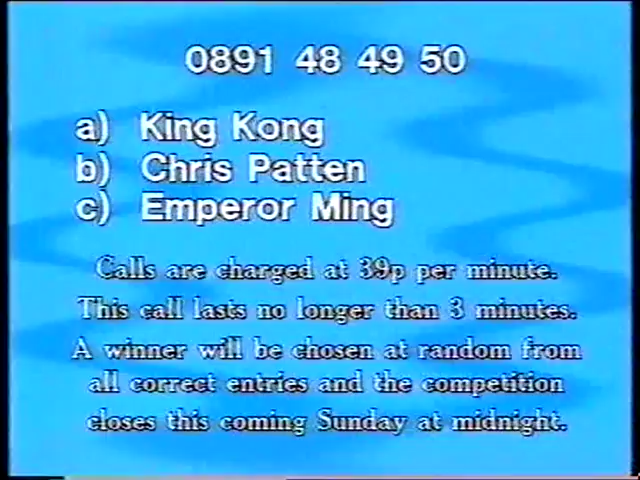 0891 48 49 50
a) King Kong
b) Chris Patten
c) Emperor Ming
Calls are charged at 39p per minute.
This call lasts no longer than 3 minutes.
A winner will be chosen at random from
all correct entries and the competition
closes this coming Sunday at midnight.